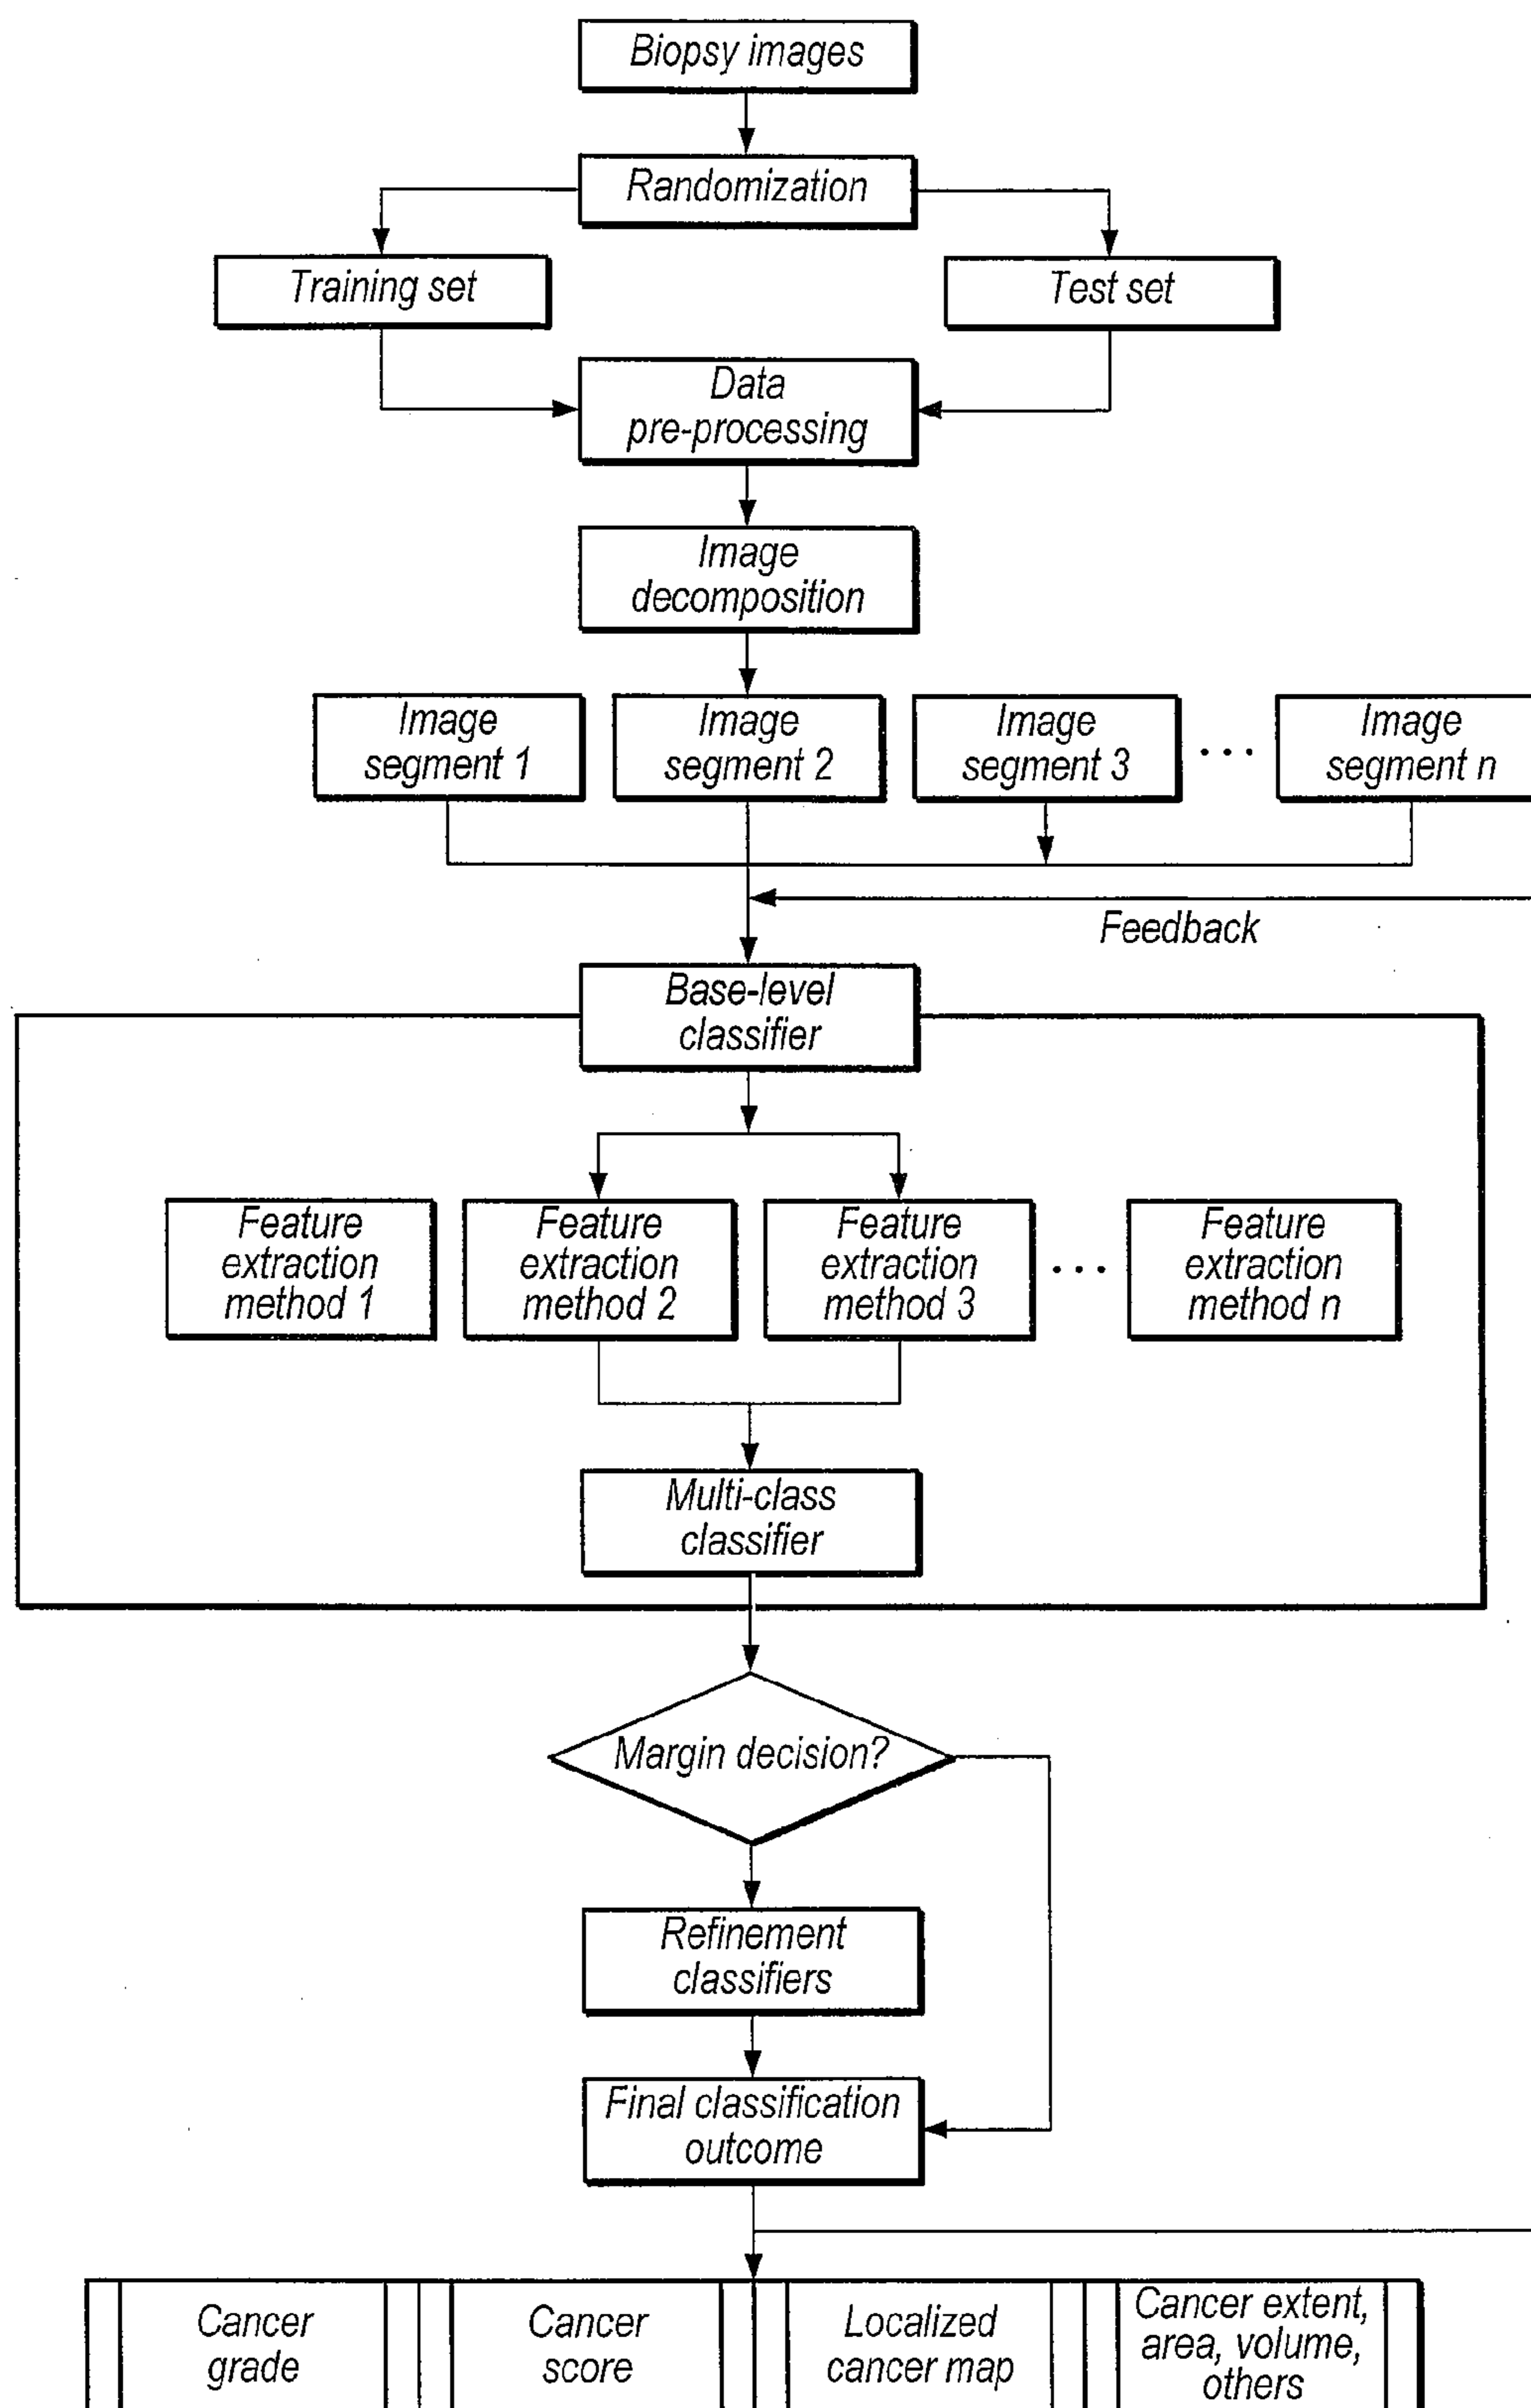 Biopsy images
Randomization
Training set
Test set
Data
pre-processing
Image
decomposition
Image
segment 1
Image
segment 2
Image
segment 3
...
Image
segment n
Feedback
Base-level
classifier
Feature
extraction
method 1
Feature
extraction
method 2
Feature
extraction
method 3
...
Feature
extraction
method n
Multi-class
classifier
Margin decision?
Refinement
classifiers
Final classification
outcome
Cancer
grade
Cancer
score
Localized
cancer map
Cancer extent,
area, volume,
others